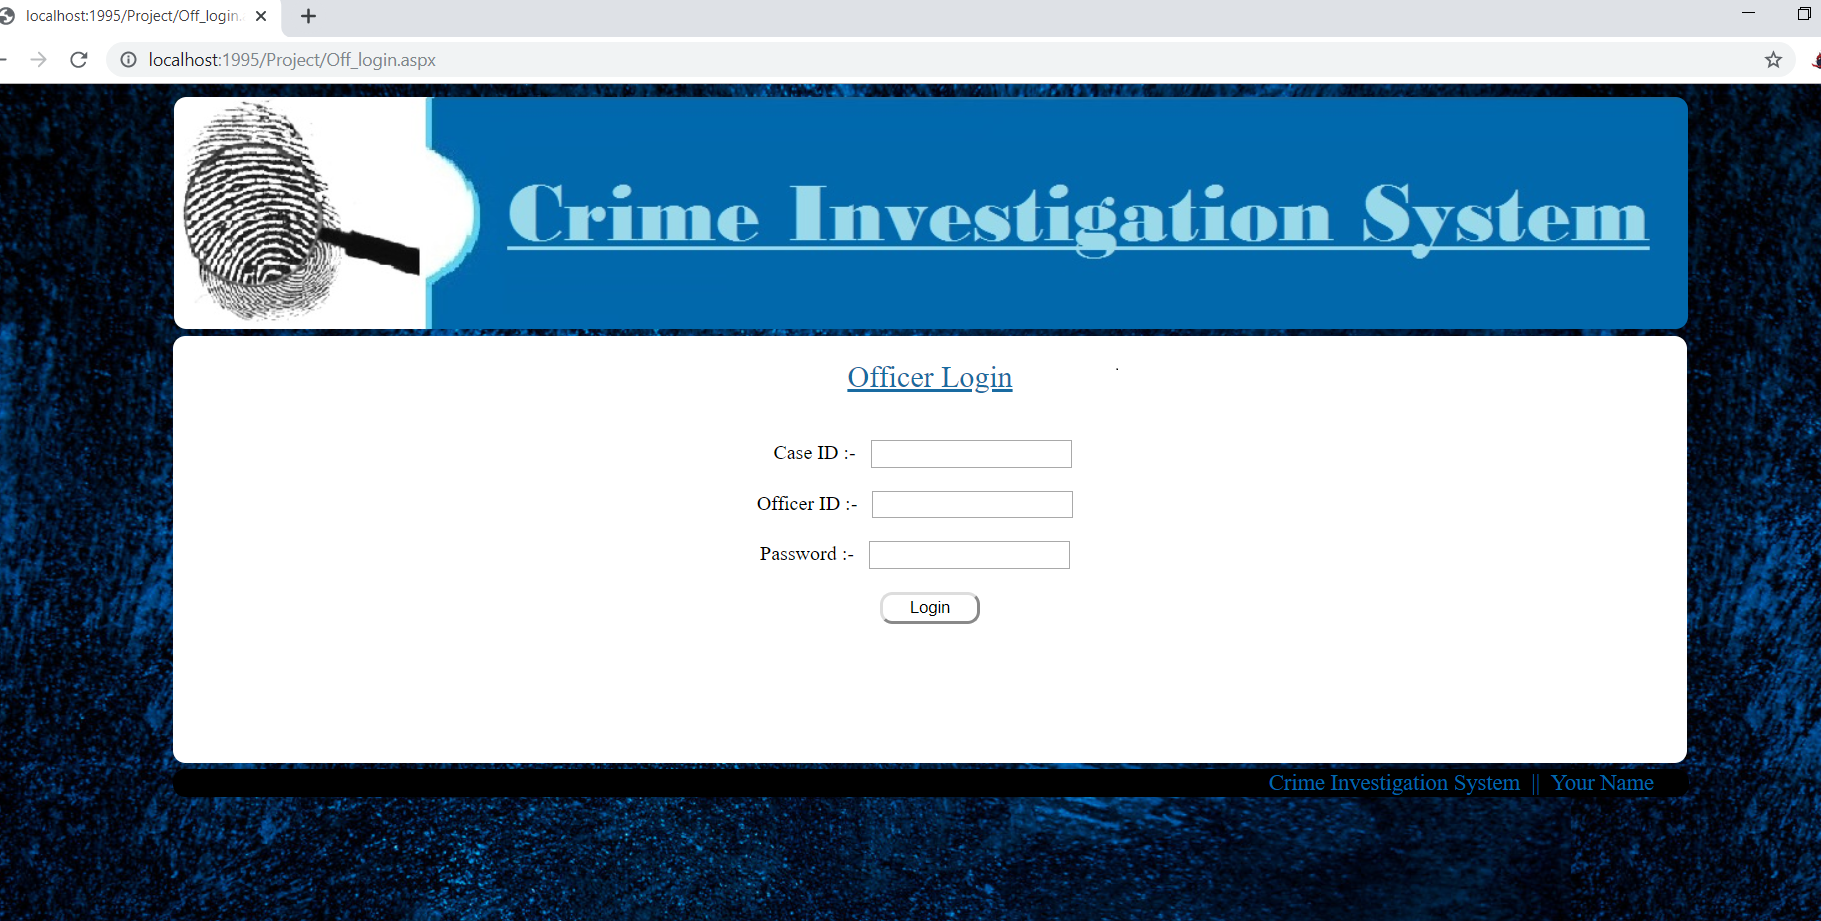 localhost:1995/Project/Off_login.
localhost:1995/Project/Off_login.aspx
Crime Investigation System
Officer Login
Case ID :-
Officer ID :-
Password :-
Login
Crime Investigation System || Your Name